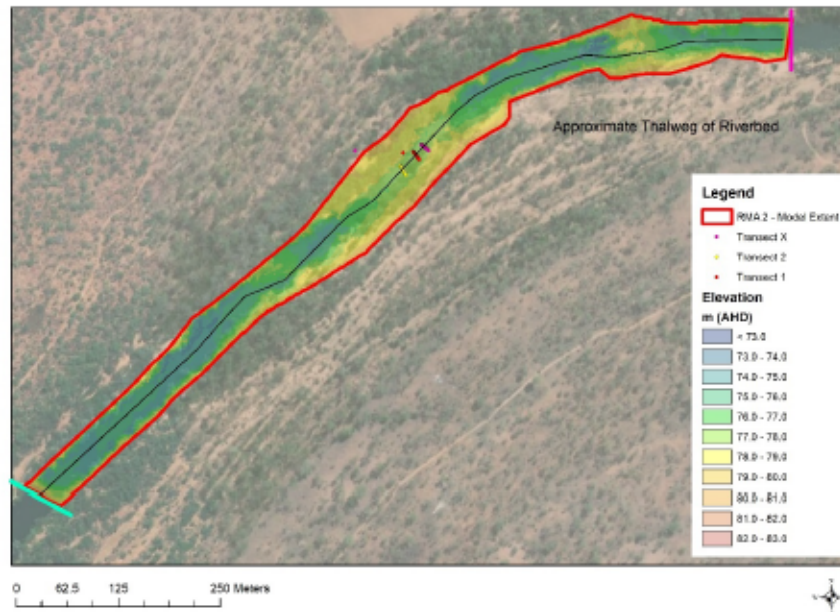 Approximate Thalweg of Riverbed
Legend
RMA 2 - Model Extent
Transect X
Transect 2
Transect 1
Elevation
m (AHD)
< 73.0
73.0 - 74.0
74.0 - 75.0
75.0 - 76.0
76.0 - 77.0
77.0 - 78.0
78.0 - 79.0
79.0 - 80.0
80.0 - 81.0
81.0 - 82.0
82.0 - 83.0
0 62.5 125 250 Meters